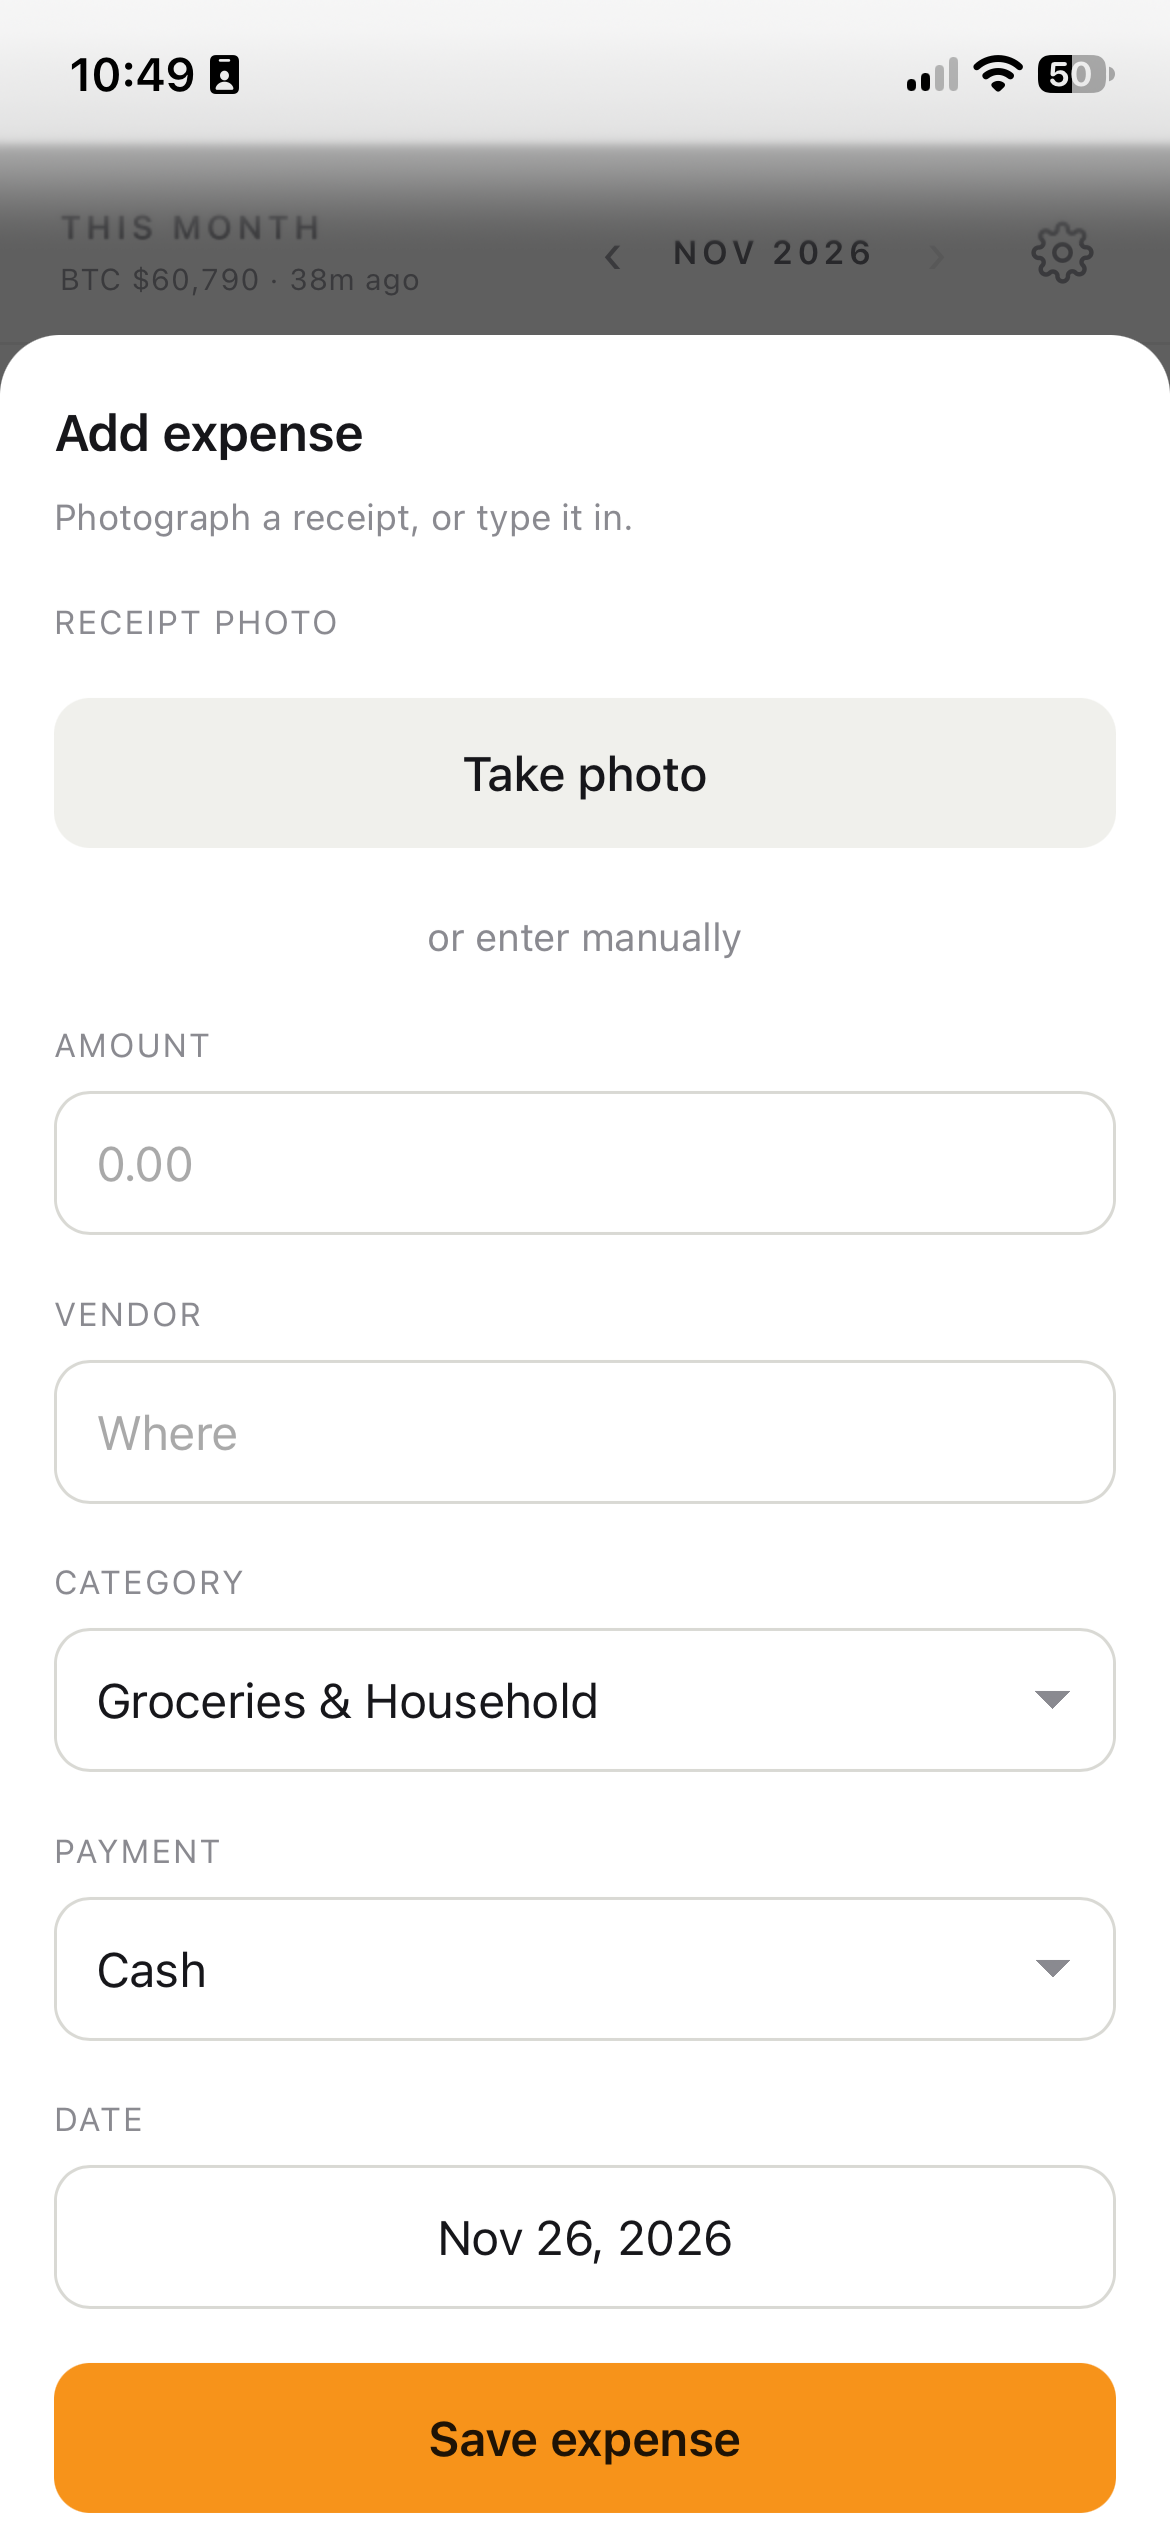 10:49
50
THIS MONTH
BTC $60,790 · 38m ago
‹ NOV 2026 ›
Add expense
Photograph a receipt, or type it in.
RECEIPT PHOTO
Take photo
or enter manually
AMOUNT
0.00
VENDOR
Where
CATEGORY
Groceries & Household
PAYMENT
Cash
DATE
Nov 26, 2026
Save expense